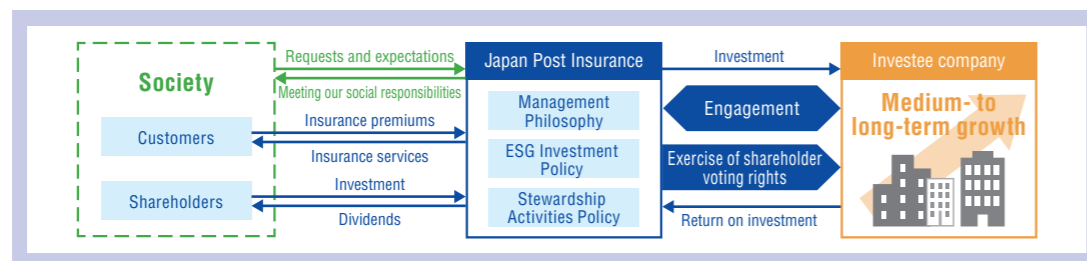 Society
Customers
Shareholders
Requests and expectations
Meeting our social responsibilities
Insurance premiums
Insurance services
Investment
Dividends
Japan Post Insurance
Management
Philosophy
ESG Investment
Policy
Stewardship
Activities Policy
Investment
Engagement
Exercise of shareholder
voting rights
Return on investment
Investee company
Medium- to
long-term growth